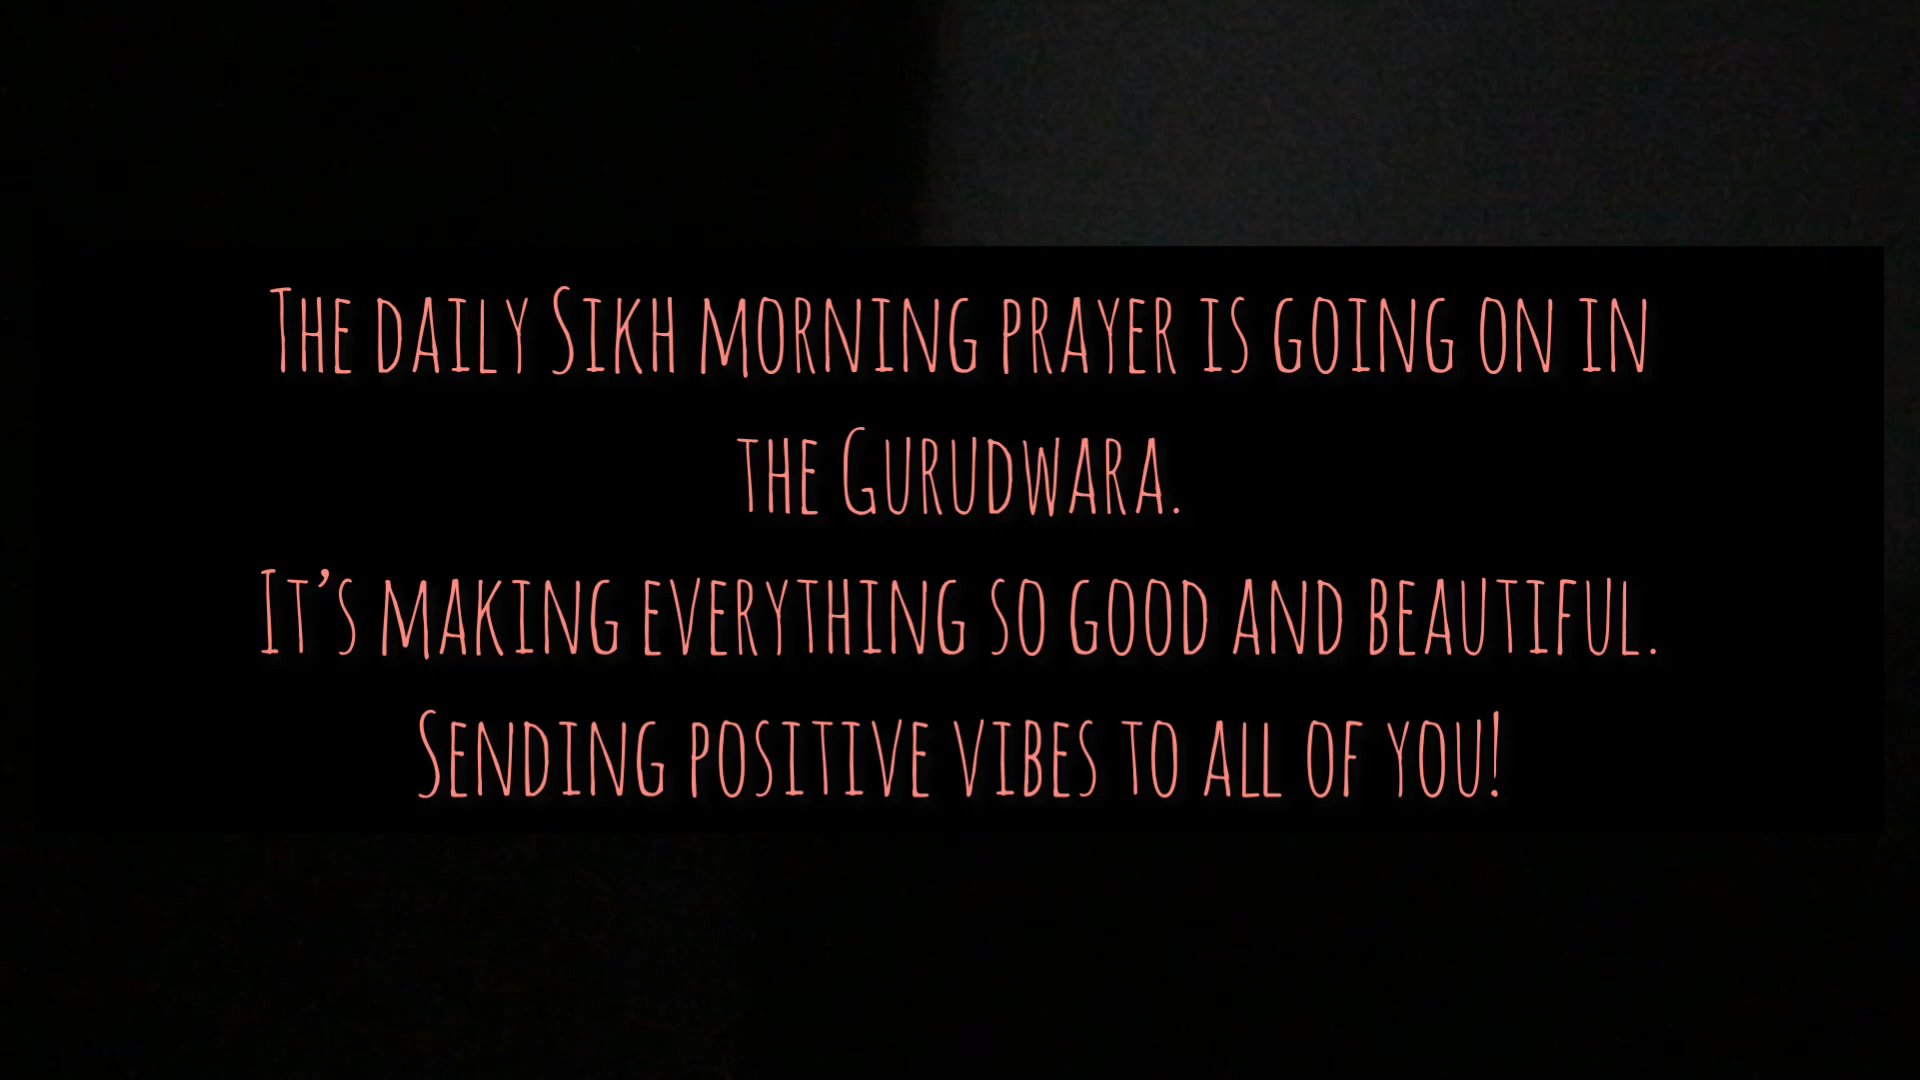 The daily Sikh morning prayer is going on in
the Gurudwara.
It’s making everything so good and beautiful.
Sending positive vibes to all of you!